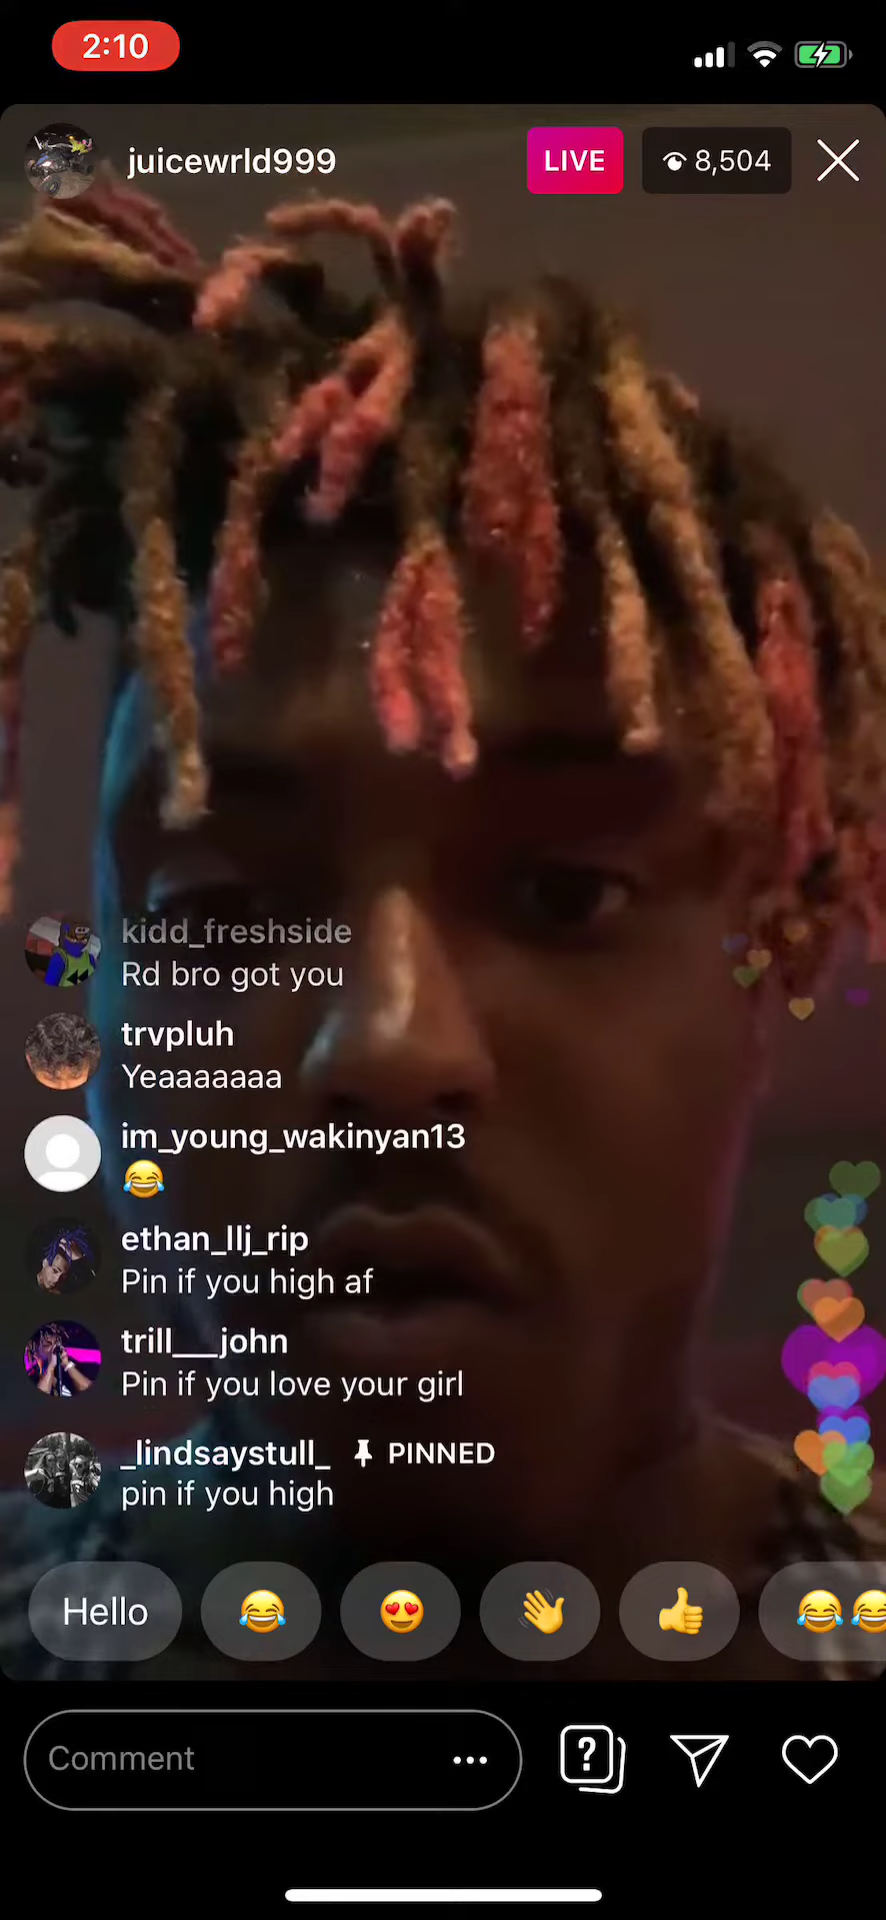 2:10
juicewrld999
LIVE
8,504
kidd_freshside
Rd bro got you
trvpluh
Yeaaaaaaa
im_young_wakinyan13
😂
ethan_llj_rip
Pin if you high af
trill___john
Pin if you love your girl
_lindsaystull_ PINNED
pin if you high
Hello 😂 😍 👋 👍 😂😂
Comment ... ?